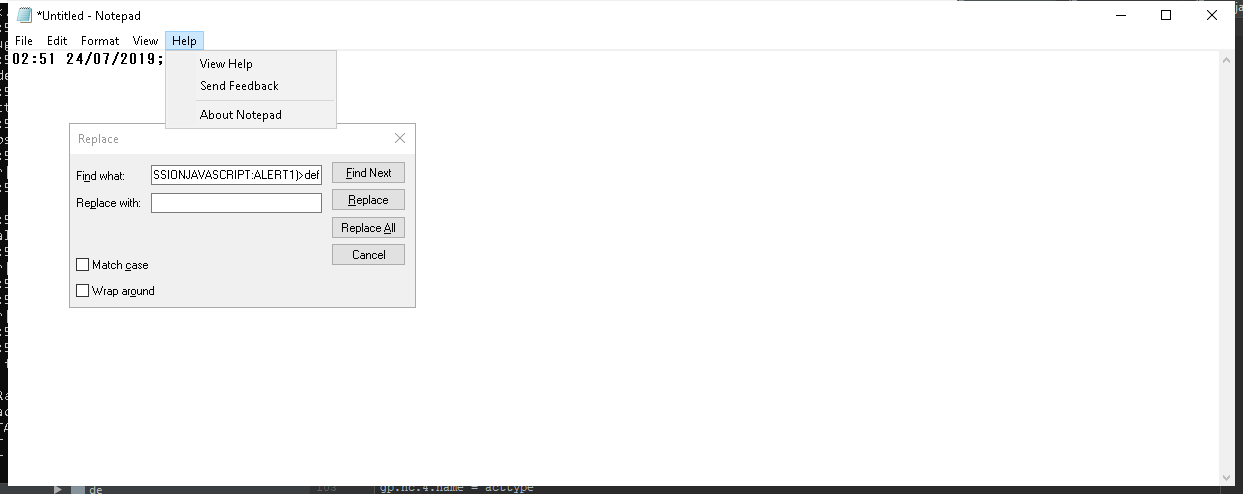 *Untitled - Notepad
File Edit Format View Help
02:51 24/07/2019;
View Help
Send Feedback
About Notepad
Replace
Find what: SSIONJAVASCRIPT:ALERT1)>def Find Next
Replace with: Replace
Replace All
Cancel
Match case
Wrap around
de 103 gp.nc.4.name = acttype